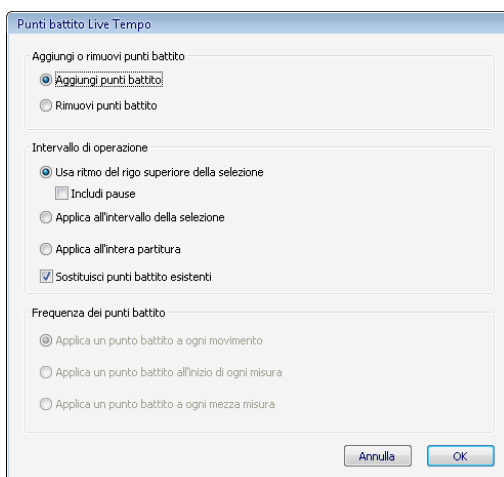 Punti battito Live Tempo
Aggiungi o rimuovi punti battito
Aggiungi punti battito
Rimuovi punti battito
Intervallo di operazione
Usa ritmo del rigo superiore della selezione
Includi pause
Applica all'intervallo della selezione
Applica all'intera partitura
Sostituisci punti battito esistenti
Frequenza dei punti battito
Applica un punto battito a ogni movimento
Applica un punto battito all'inizio di ogni misura
Applica un punto battito a ogni mezza misura
Annulla OK